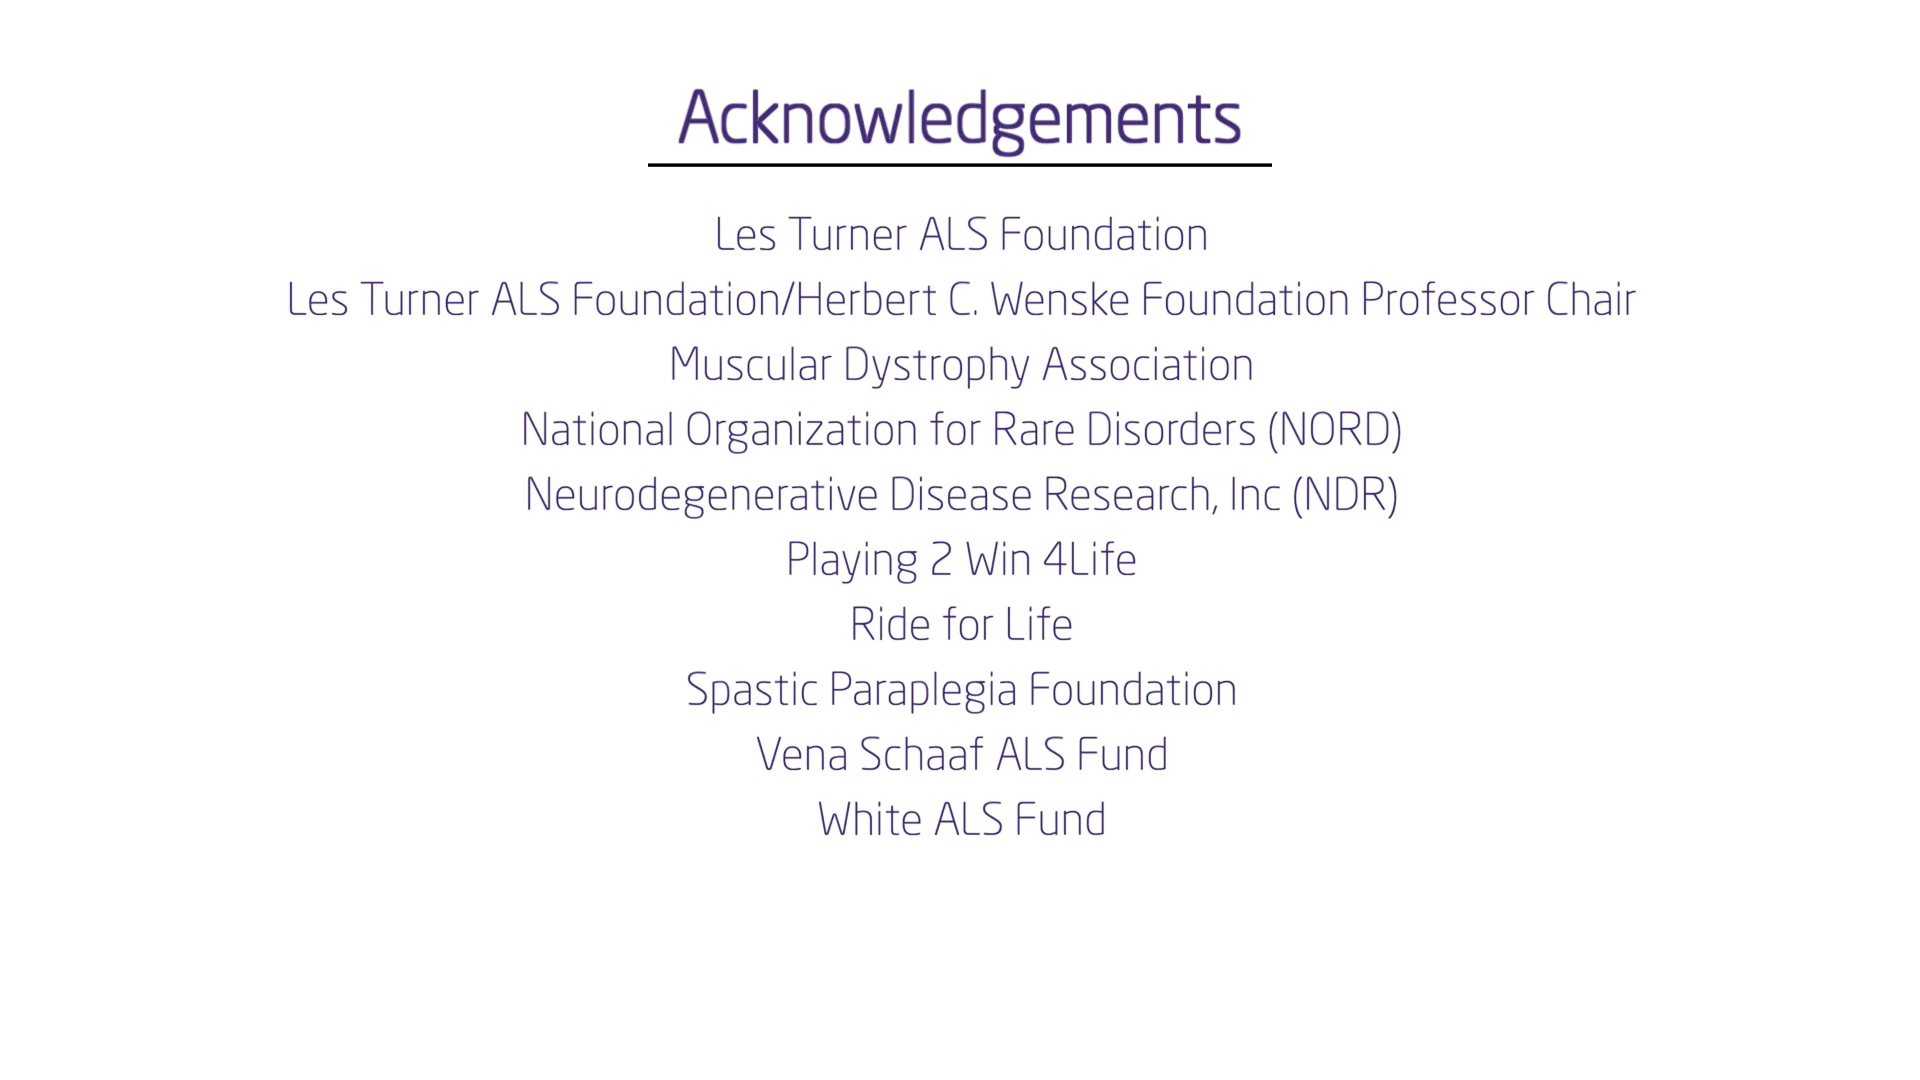 Acknowledgements
Les Turner ALS Foundation
Les Turner ALS Foundation/Herbert C. Wenske Foundation Professor Chair
Muscular Dystrophy Association
National Organization for Rare Disorders (NORD)
Neurodegenerative Disease Research, Inc (NDR)
Playing 2 Win 4Life
Ride for Life
Spastic Paraplegia Foundation
Vena Schaaf ALS Fund
White ALS Fund